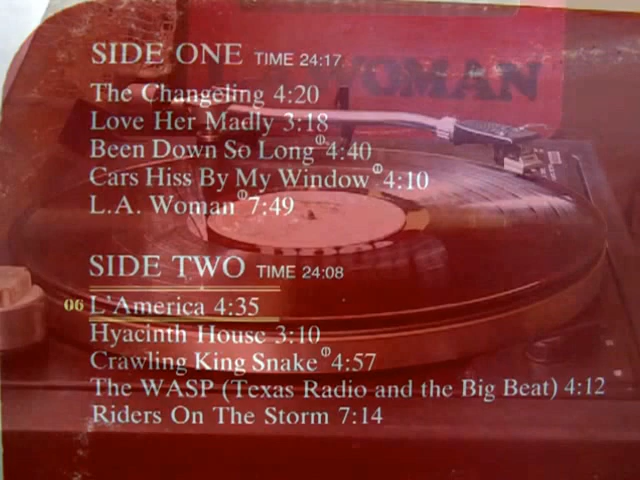 WOMAN
SIDE ONE TIME 24:17
The Changeling 4:20
Love Her Madly 3:18
Been Down So Long 4:40
Cars Hiss By My Window 4:10
L.A. Woman 7:49
SIDE TWO TIME 24:08
06 L'America 4:35
Hyacinth House 3:10
Crawling King Snake 4:57
The WASP (Texas Radio and the Big Beat) 4:12
Riders On The Storm 7:14